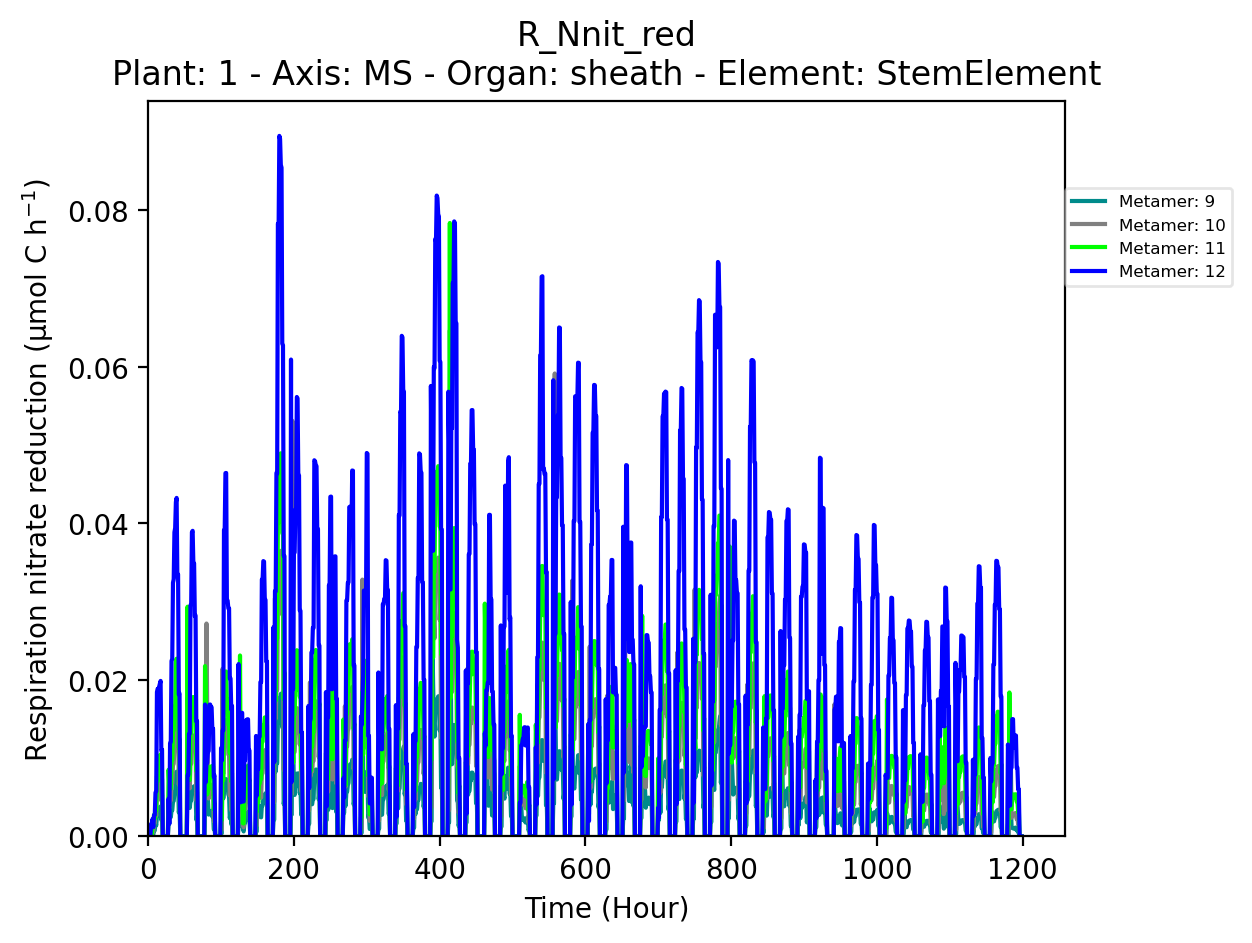 R_Nnit_red
Plant: 1 - Axis: MS - Organ: sheath - Element: StemElement
Respiration nitrate reduction (µmol C h⁻¹)
0.08
0.06
0.04
0.02
0.00
0 200 400 600 800 1000 1200
Time (Hour)
Metamer: 9
Metamer: 10
Metamer: 11
Metamer: 12